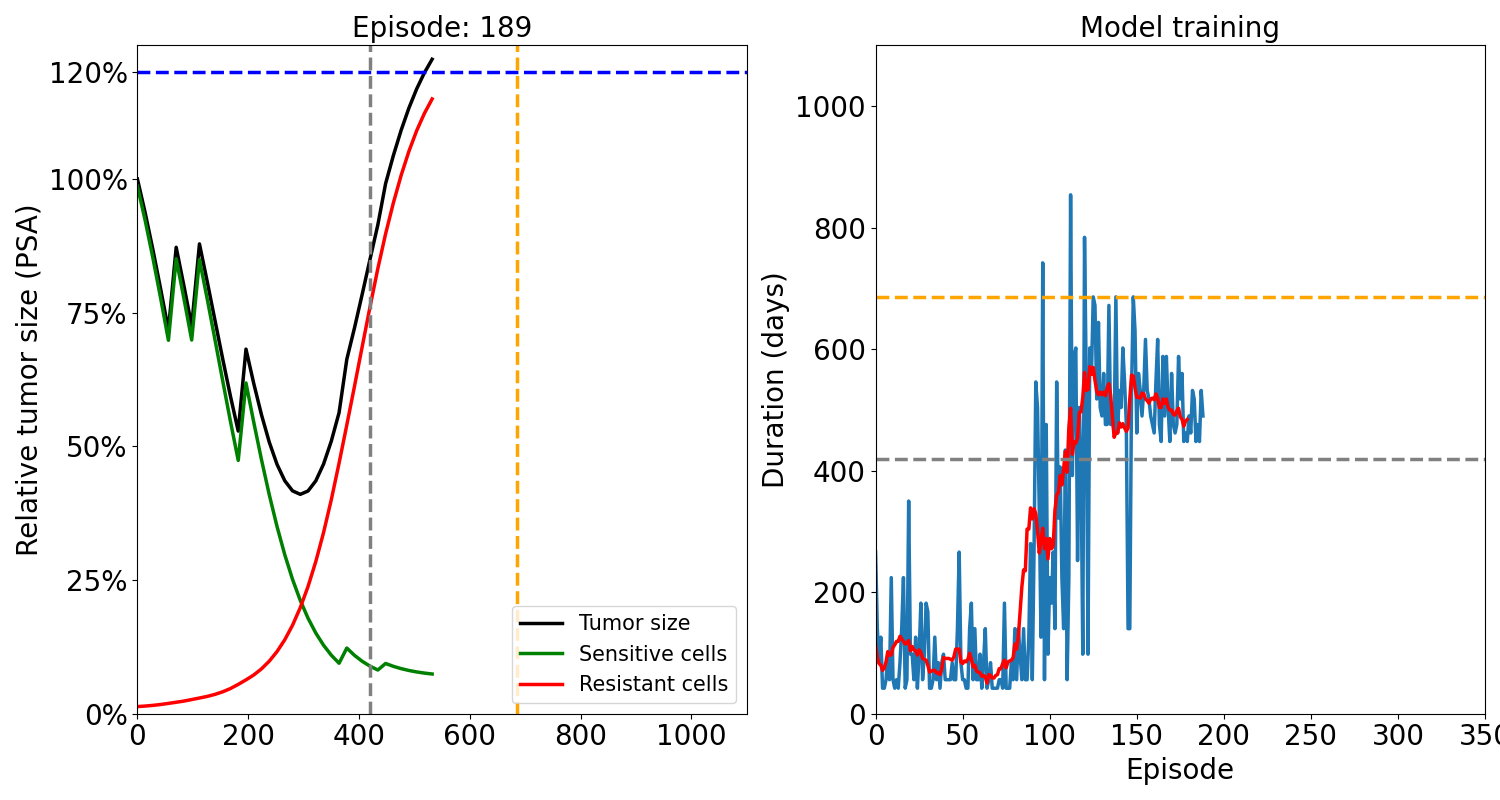 Episode: 189
Relative tumor size (PSA)
120%
100%
75%
50%
25%
0%
0 200 400 600 800 1000
Tumor size
Sensitive cells
Resistant cells
Model training
Duration (days)
1000
800
600
400
200
0
0 50 100 150 200 250 300 350
Episode